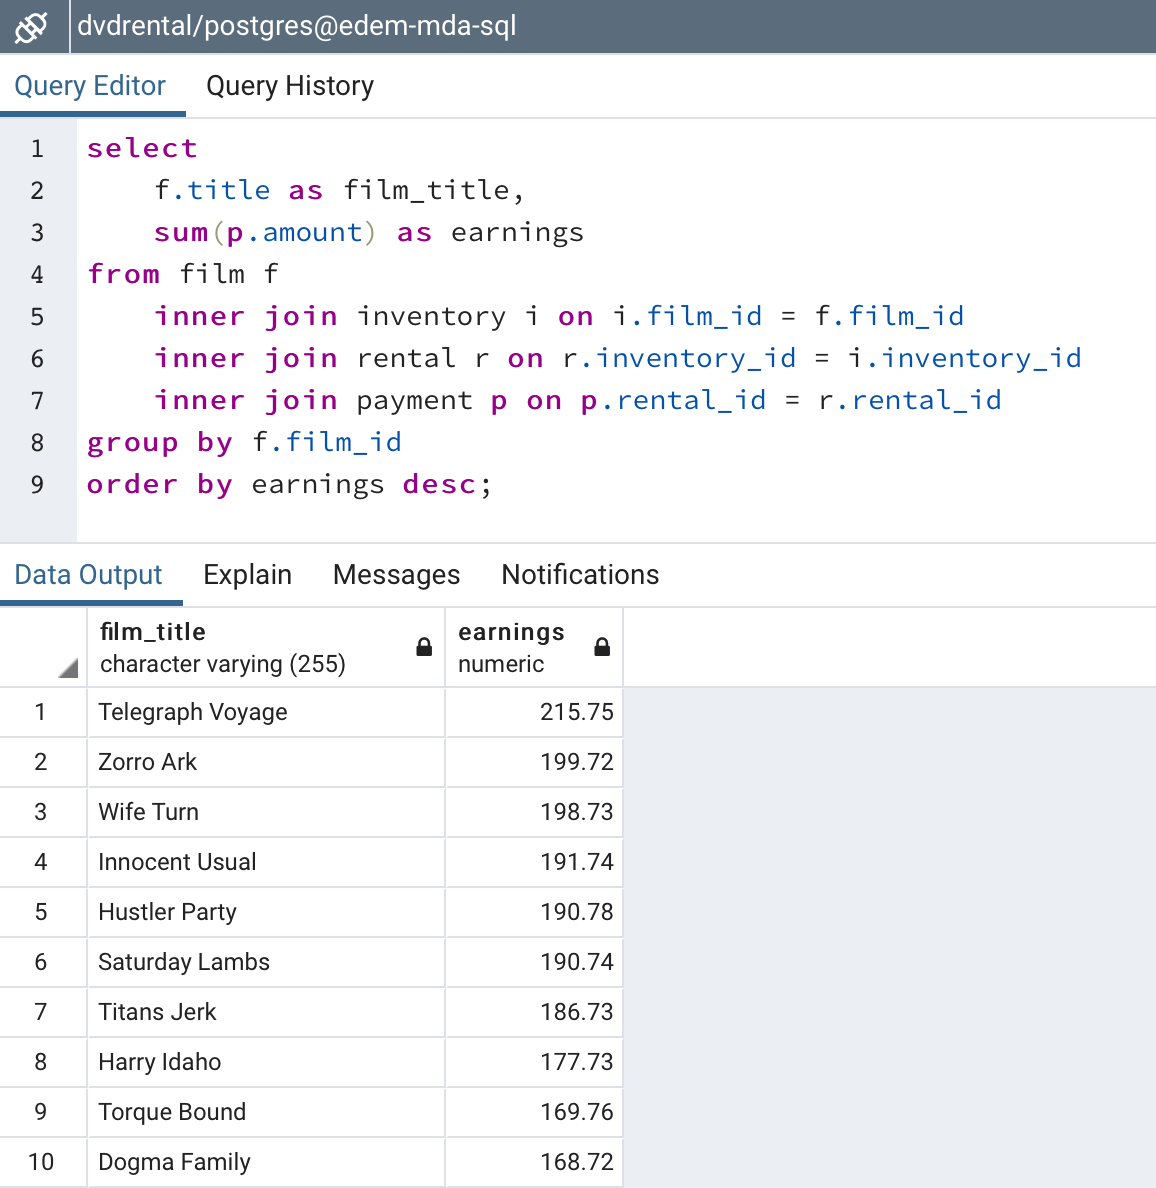 dvdrental/postgres@edem-mda-sql
Query Editor Query History
1 select
2 f.title as film_title,
3 sum(p.amount) as earnings
4 from film f
5 inner join inventory i on i.film_id = f.film_id
6 inner join rental r on r.inventory_id = i.inventory_id
7 inner join payment p on p.rental_id = r.rental_id
8 group by f.film_id
9 order by earnings desc;
Data Output Explain Messages Notifications
film_title earnings
character varying (255) numeric
1 Telegraph Voyage 215.75
2 Zorro Ark 199.72
3 Wife Turn 198.73
4 Innocent Usual 191.74
5 Hustler Party 190.78
6 Saturday Lambs 190.74
7 Titans Jerk 186.73
8 Harry Idaho 177.73
9 Torque Bound 169.76
10 Dogma Family 168.72